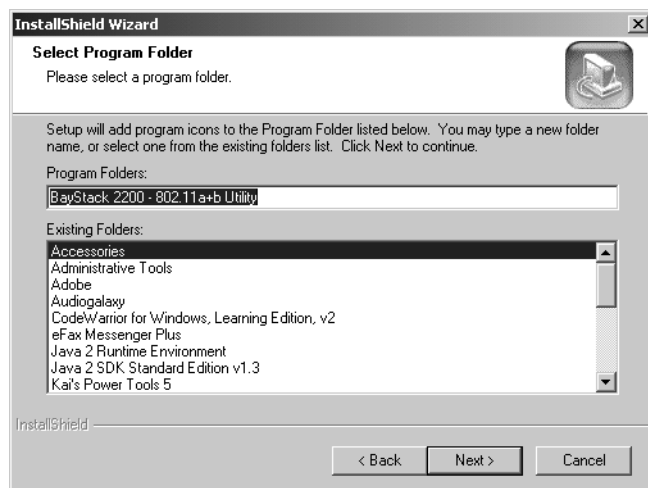 InstallShield Wizard
Select Program Folder
Please select a program folder.
Setup will add program icons to the Program Folder listed below. You may type a new folder
name, or select one from the existing folders list. Click Next to continue.
Program Folders:
BayStack 2200 - 802.11a+b Utility
Existing Folders:
Accessories
Administrative Tools
Adobe
Audiogalaxy
CodeWarrior for Windows, Learning Edition, v2
eFax Messenger Plus
Java 2 Runtime Environment
Java 2 SDK Standard Edition v1.3
Kai's Power Tools 5
InstallShield
< Back
Next >
Cancel